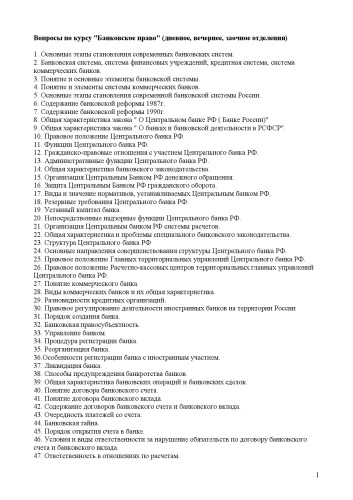 Вопросы по курсу "Банковское право" (дневное, вечернее, заочное отделения)
1. Основные этапы становления современных банковских систем.
2. Банковская система, система финансовых учреждений, кредитная система, система
коммерческих банков.
3. Понятие и основные элементы банковской системы.
4. Понятие и элементы системы коммерческих банков.
5. Основные этапы становления современной банковской системы России.
6. Содержание банковской реформы 1987г.
7. Содержание банковской реформы 1990г.
8. Общая характеристика закона " О Центральном банке РФ ( Банке России)"
9. Общая характеристика закона " О банках и банковской деятельности в РСФСР".
10. Правовое положение Центрального банка РФ.
11. Функции Центрального банка РФ.
12. Гражданско-правовые отношения с участием Центрального банка РФ.
13. Административные функции Центрального банка РФ.
14. Общая характеристика банковского законодательства.
15. Организация Центральным Банком РФ денежного обращения.
16. Защита Центральным Банком РФ гражданского оборота.
17. Виды и значение нормативов, устанавливаемых Центральным банком РФ.
18. Резервные требования Центрального банка РФ.
19. Уставный капитал банка.
20. Непосредственные надзорные функции Центрального банка РФ.
21. Организация Центральным банком РФ системы расчетов.
22. Общая характеристика и проблемы специального банковского законодательства.
23. Структура Центрального банка РФ
24. Основные направления совершенствования структуры Центрального банка РФ.
25. Правовое положение Главных территориальных управлений Центрального банка РФ.
26. Правовое положение Расчетно-кассовых центров территориальных главных управлений
Центрального банка РФ.
27. Понятие коммерческого банка.
28. Виды коммерческих банков и их общая характеристика.
29. Разновидности кредитных организаций.
30. Правовое регулирование деятельности иностранных банков на территории России
31. Порядок создания банка.
32. Банковская правосубъектность.
33. Управление банком.
34. Процедура регистрации банка.
35. Реорганизация банка.
36.Особенности регистрации банка с иностранным участием.
37. Ликвидация банка.
38. Способы предупреждения банкротства банков.
39. Общая характеристика банковских операций и банковских сделок.
40. Понятие договора банковского счета.
41. Понятие договора банковского вклада.
42. Содержание договоров банковского счета и банковского вклада.
43. Очередность платежей со счета.
44. Банковская тайна.
45. Порядок открытия счета в банке.
46. Условия и виды ответственности за нарушение обязательств по договору банковского
счета и банковского вклада.
47. Ответственность в отношениях по расчетам.
1